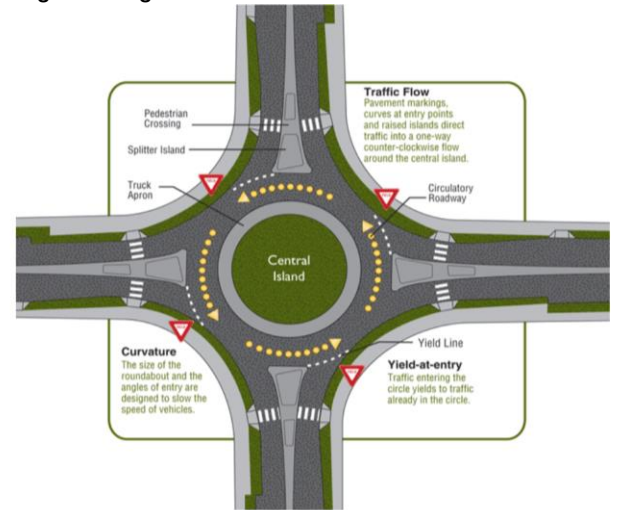 Traffic Flow
Pavement markings,
curves at entry points
and raised islands direct
traffic into a one-way
counter-clockwise flow
around the central island.
Pedestrian
Crossing
Splitter Island
Truck
Apron
Circulatory
Roadway
Central
Island
Yield Line
Curvature
The size of the
roundabout and the
angles of entry are
designed to slow the
speed of vehicles.
Yield-at-entry
Traffic entering the
circle yields to traffic
already in the circle.